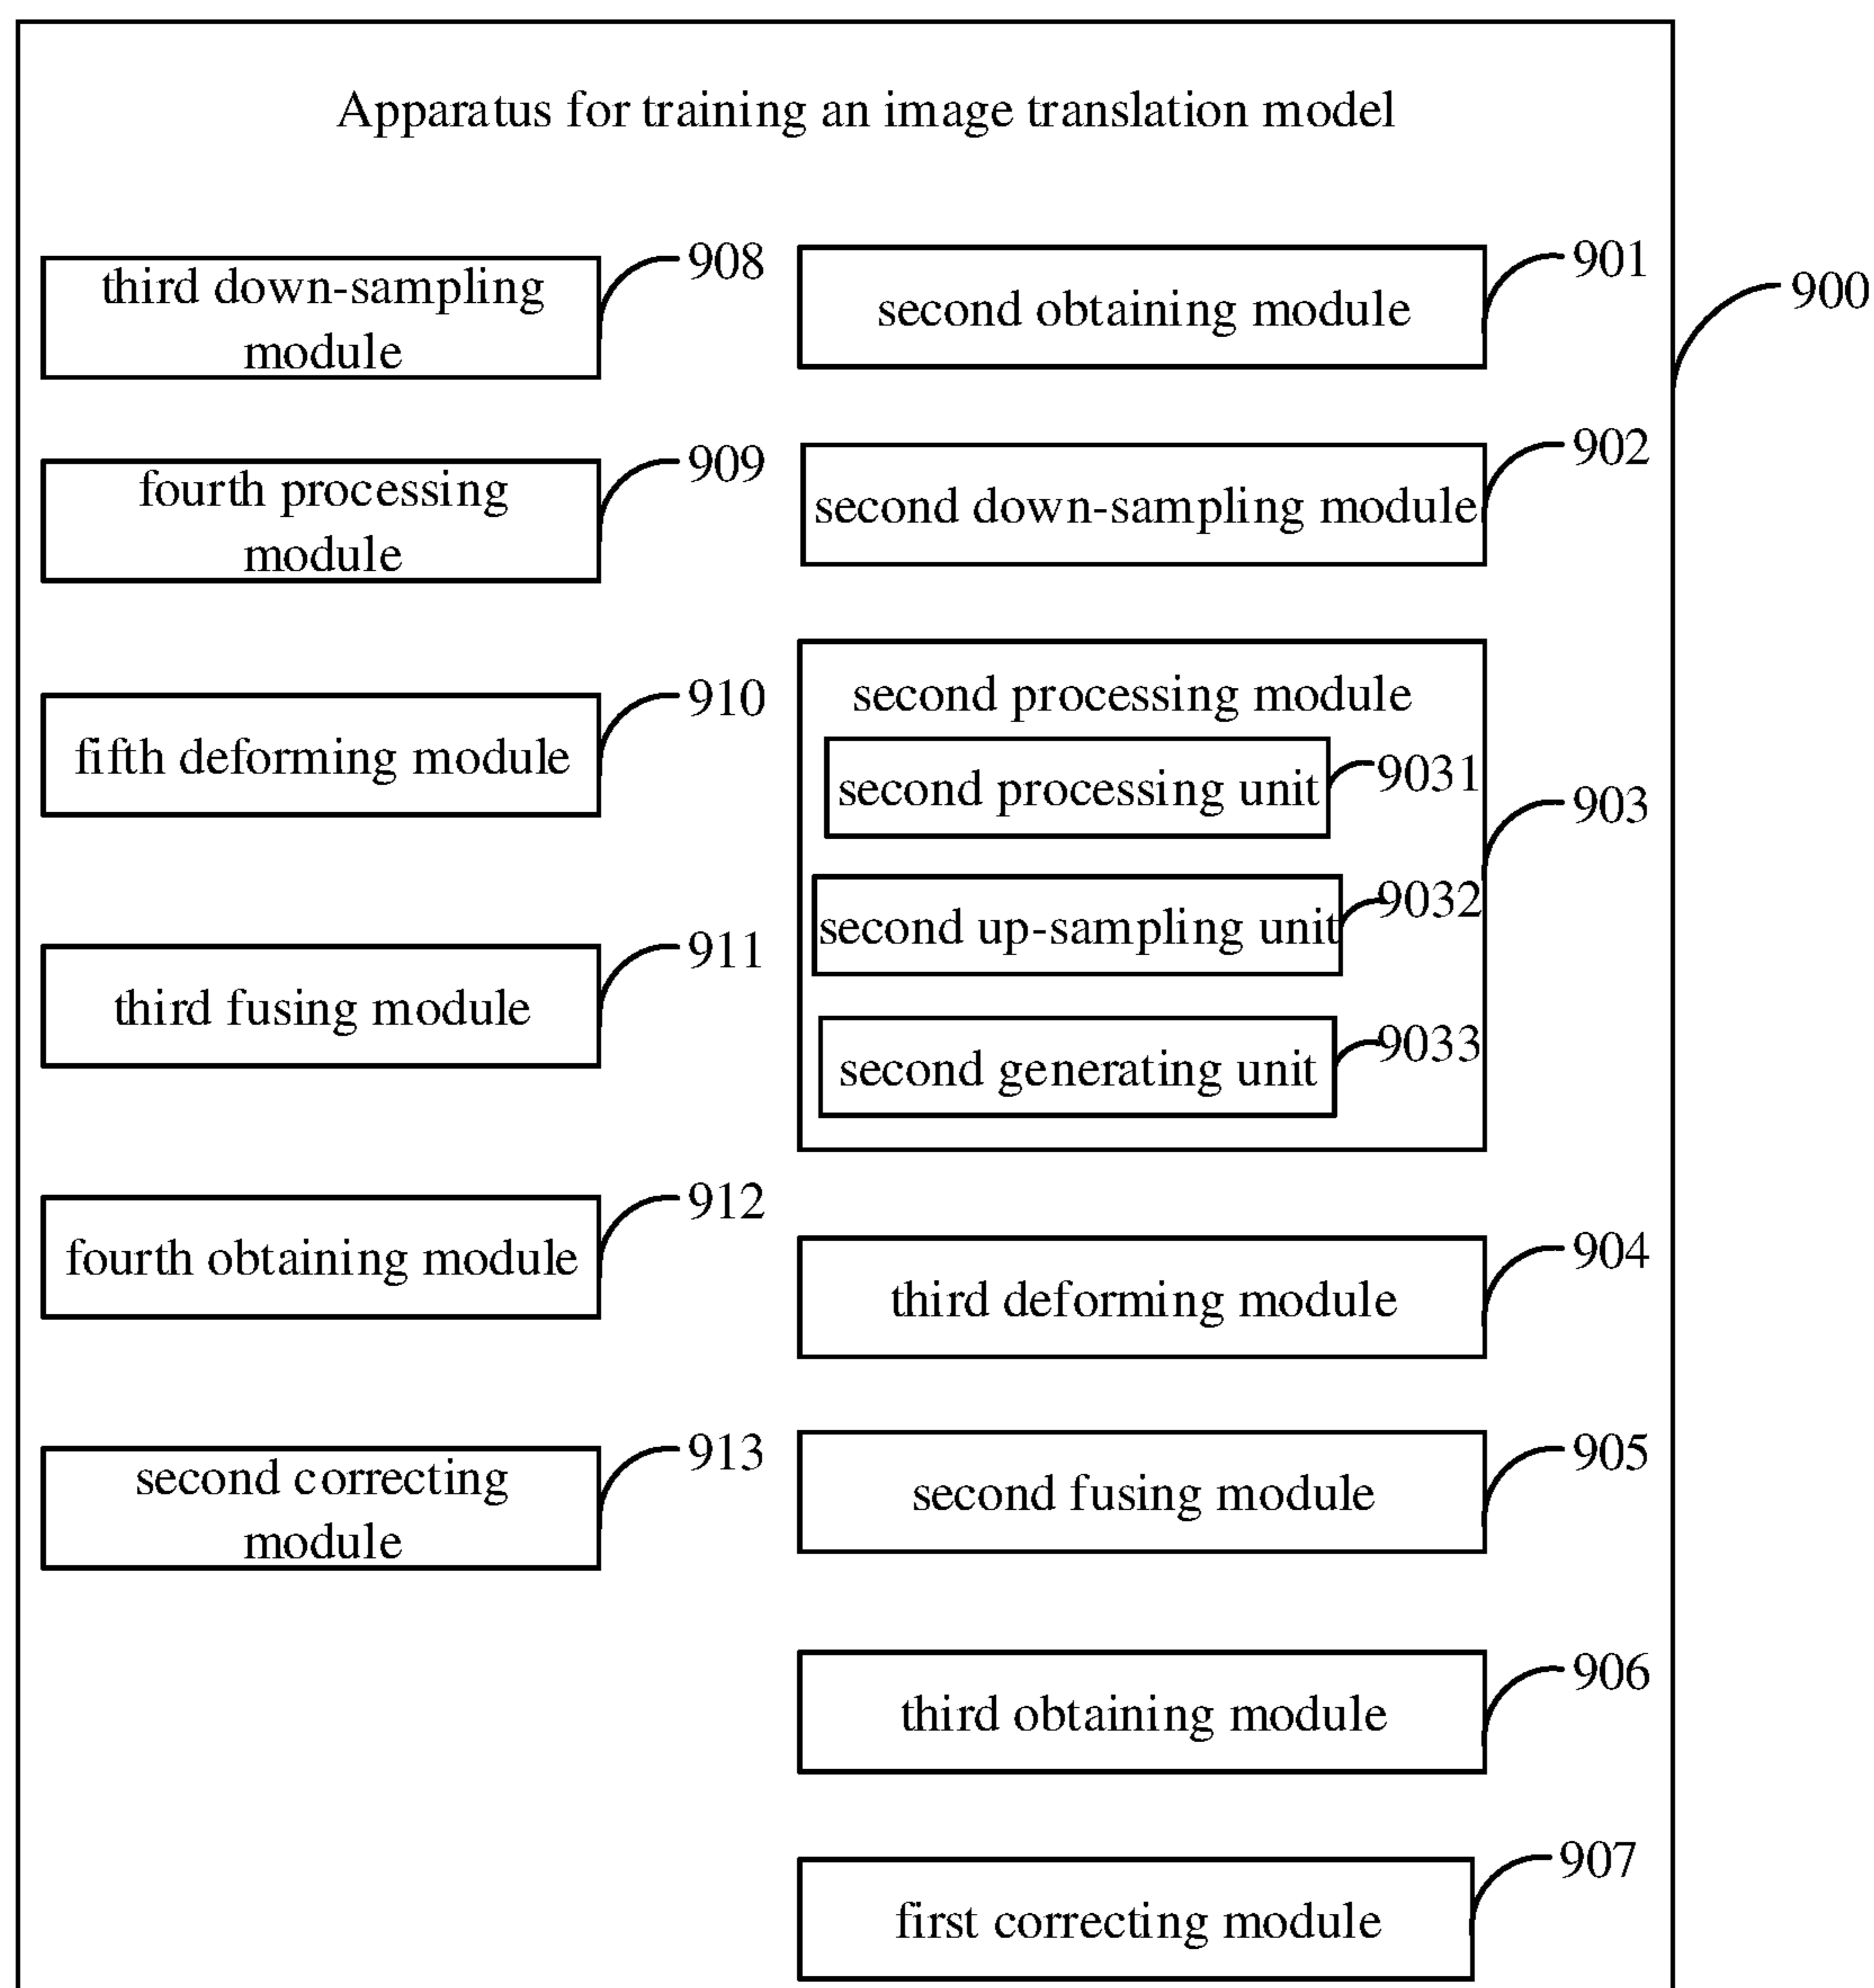 Apparatus for training an image translation model
900
third down-sampling
module
908
fourth processing
module
909
fifth deforming module
910
third fusing module
911
fourth obtaining module
912
second correcting
module
913
second obtaining module
901
second down-sampling module
902
second processing module
903
second processing unit
9031
second up-sampling unit
9032
second generating unit
9033
third deforming module
904
second fusing module
905
third obtaining module
906
first correcting module
907